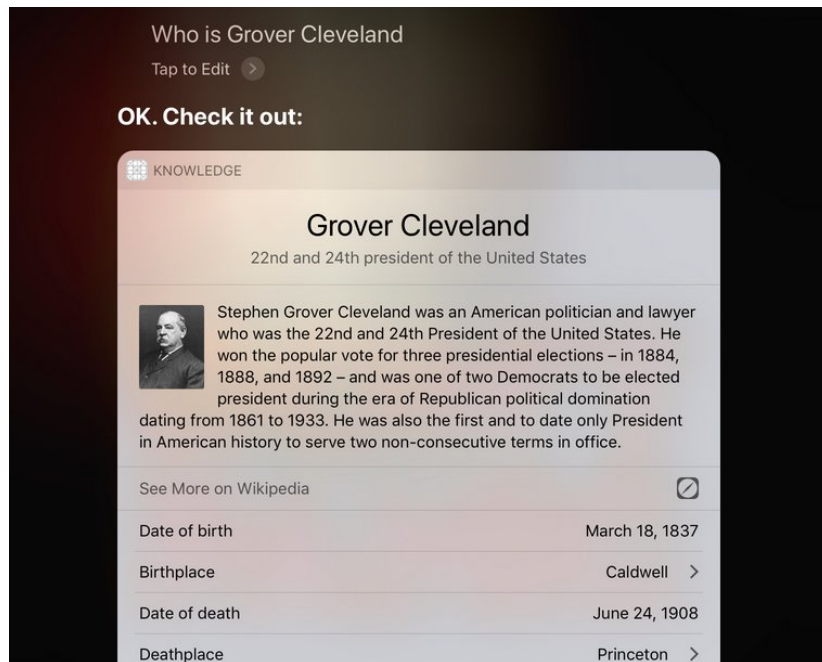 Who is Grover Cleveland
Tap to Edit
OK. Check it out:
KNOWLEDGE
Grover Cleveland
22nd and 24th president of the United States
Stephen Grover Cleveland was an American politician and lawyer
who was the 22nd and 24th President of the United States. He
won the popular vote for three presidential elections – in 1884,
1888, and 1892 – and was one of two Democrats to be elected
president during the era of Republican political domination
dating from 1861 to 1933. He was also the first and to date only President
in American history to serve two non-consecutive terms in office.
See More on Wikipedia
Date of birth March 18, 1837
Birthplace Caldwell
Date of death June 24, 1908
Deathplace Princeton